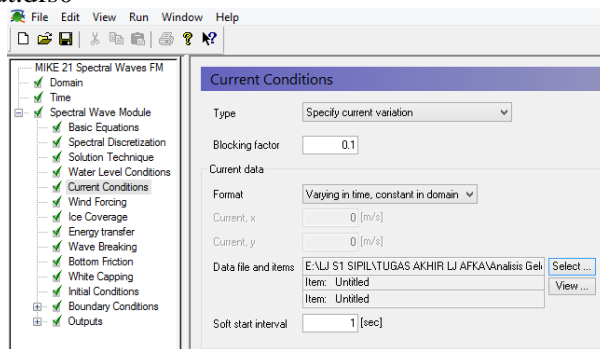 File Edit View Run Window Help
MIKE 21 Spectral Waves FM
Domain
Time
Spectral Wave Module
Basic Equations
Spectral Discretization
Solution Technique
Water Level Conditions
Current Conditions
Wind Forcing
Ice Coverage
Energy transfer
Wave Breaking
Bottom Friction
White Capping
Initial Conditions
Boundary Conditions
Outputs
Current Conditions
Type Specify current variation
Blocking factor 0.1
Current data
Format Varying in time, constant in domain
Current, x 0 [m/s]
Current, y 0 [m/s]
Data file and items E:\LJ S1 SIPIL\TUGAS AKHIR LJ AFKA\Analisis Gel Select ...
Item: Untitled View ...
Item: Untitled
Soft start interval 1 [sec]